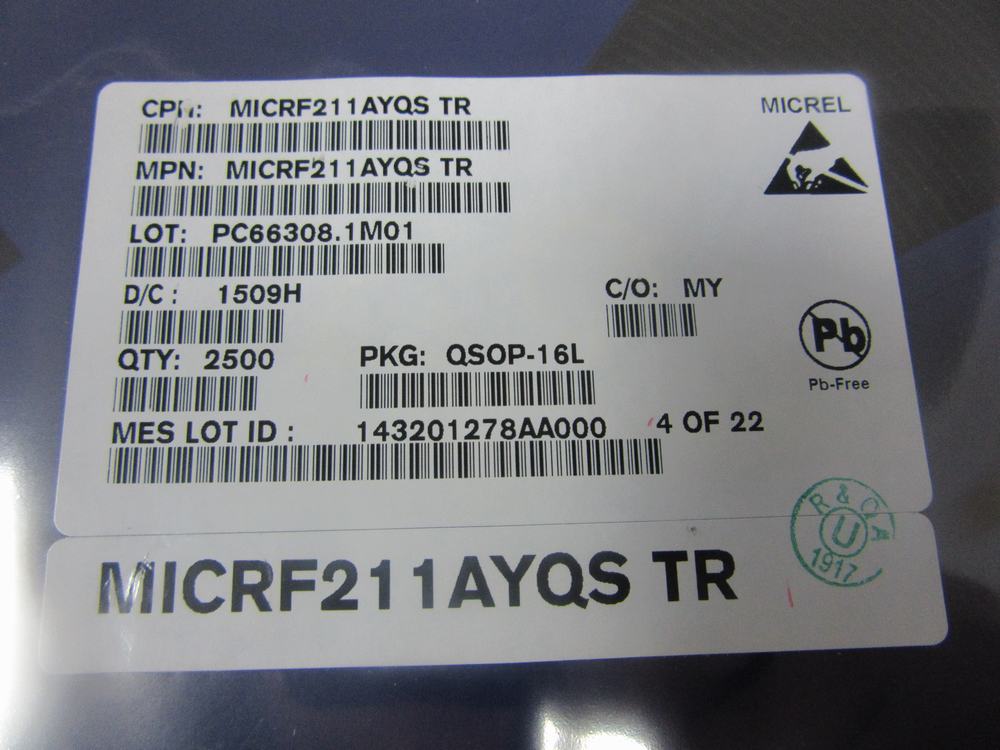 CPN: MICRF211AYQS TR
MICREL
MPN: MICRF211AYQS TR
LOT: PC66308.1M01
D/C : 1509H
C/O: MY
QTY: 2500 PKG: QSOP-16L
Pb
Pb-Free
MES LOT ID : 143201278AA000 4 OF 22
R & QA
U
1917
MICRF211AYQS TR